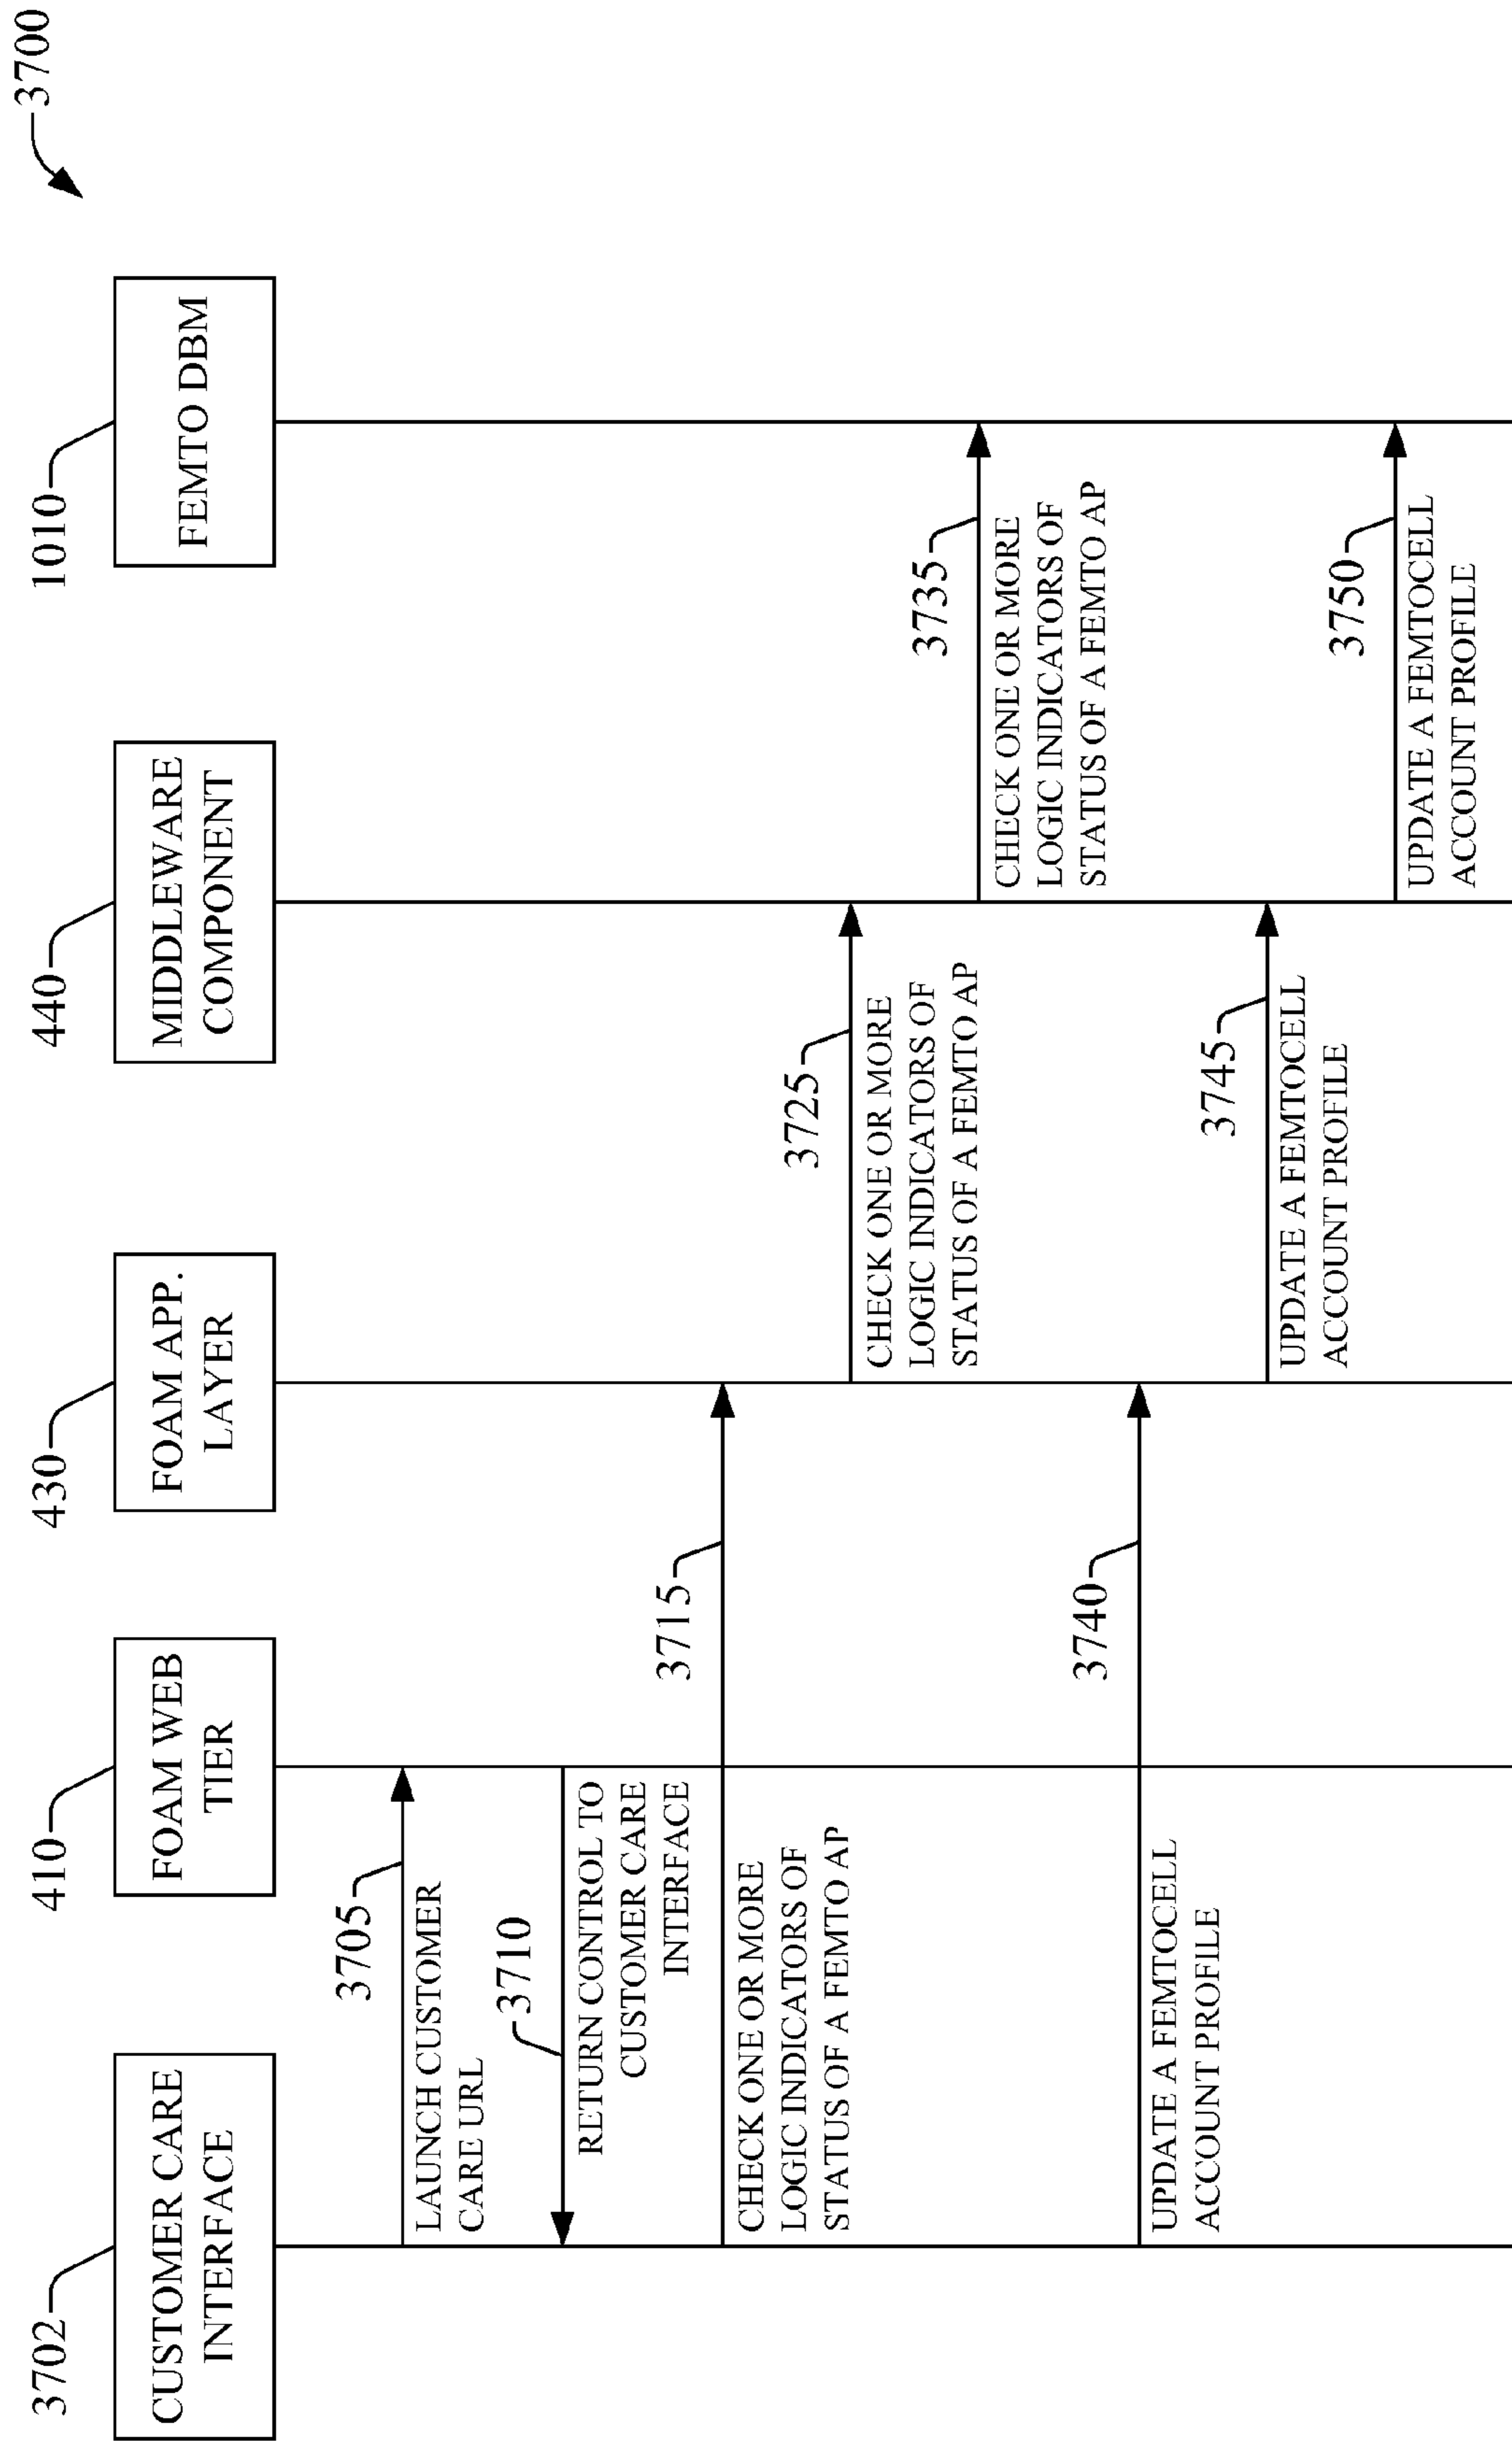 3700
3702
CUSTOMER CARE
INTERFACE
410
FOAM WEB
TIER
430
FOAM APP.
LAYER
440
MIDDLEWARE
COMPONENT
1010
FEMTO DBM
3705
LAUNCH CUSTOMER
CARE URL
3710
RETURN CONTROL TO
CUSTOMER CARE
INTERFACE
3715
CHECK ONE OR MORE
LOGIC INDICATORS OF
STATUS OF A FEMTO AP
3725
CHECK ONE OR MORE
LOGIC INDICATORS OF
STATUS OF A FEMTO AP
3735
CHECK ONE OR MORE
LOGIC INDICATORS OF
STATUS OF A FEMTO AP
3740
UPDATE A FEMTOCELL
ACCOUNT PROFILE
3745
UPDATE A FEMTOCELL
ACCOUNT PROFILE
3750
UPDATE A FEMTOCELL
ACCOUNT PROFILE